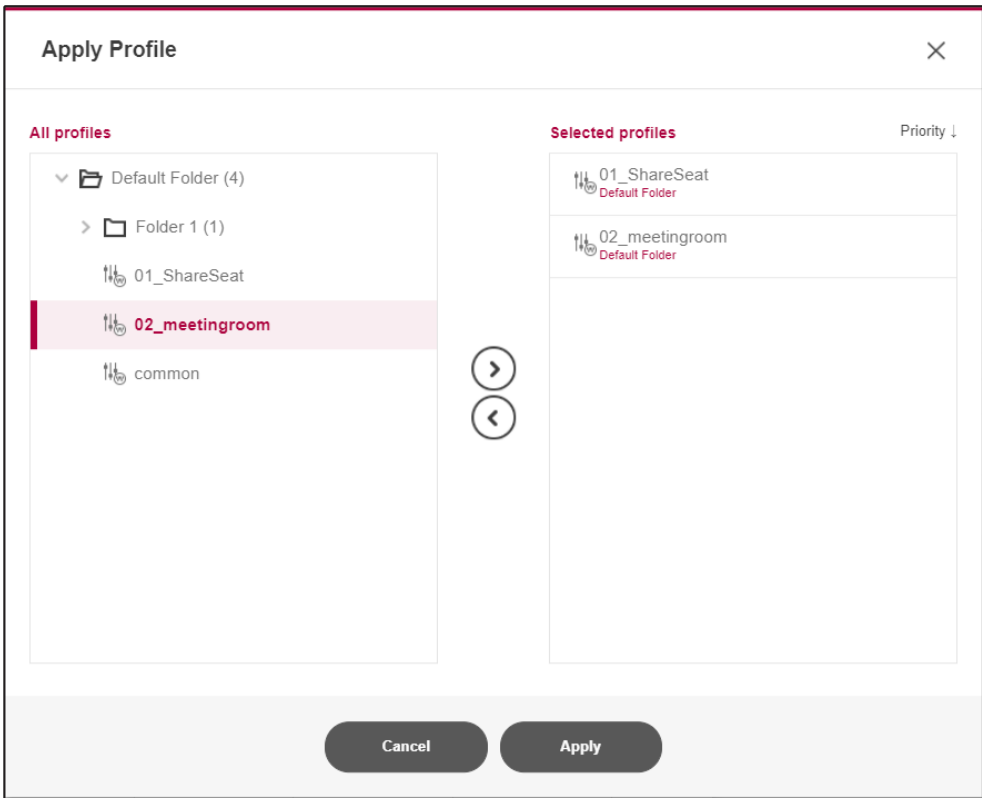 Apply Profile
All profiles
Selected profiles
Priority ↓
Default Folder (4)
Folder 1 (1)
01_ShareSeat
02_meetingroom
common
01_ShareSeat
Default Folder
02_meetingroom
Default Folder
Cancel
Apply